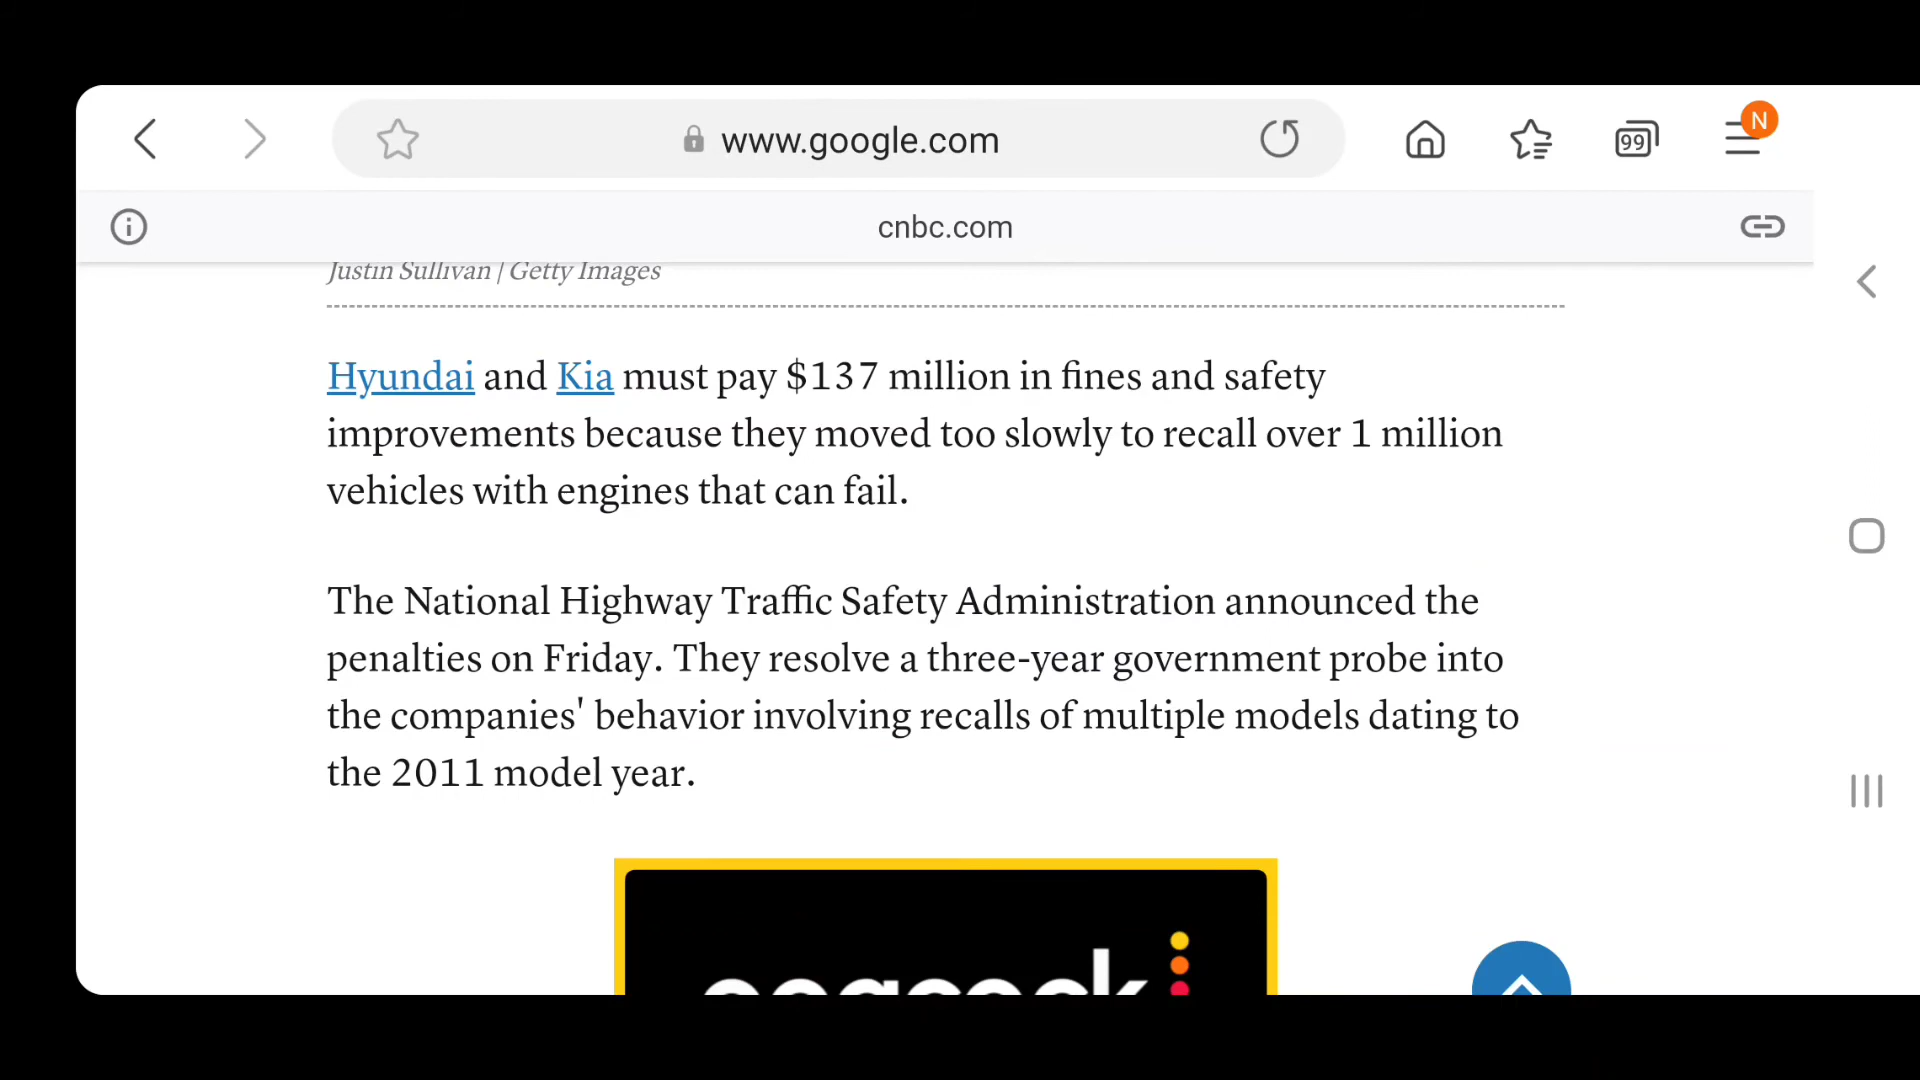 www.google.com
99
N
cnbc.com
Justin Sullivan | Getty Images
Hyundai and Kia must pay $137 million in fines and safety
improvements because they moved too slowly to recall over 1 million
vehicles with engines that can fail.
The National Highway Traffic Safety Administration announced the
penalties on Friday. They resolve a three-year government probe into
the companies' behavior involving recalls of multiple models dating to
the 2011 model year.
peacock